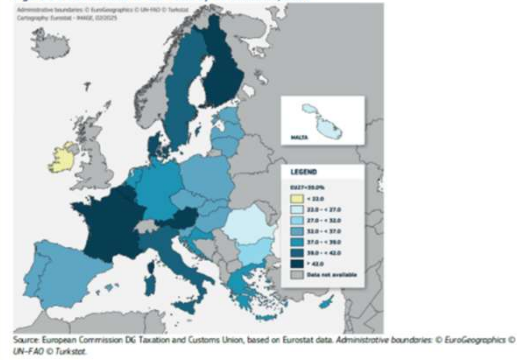 Administrative boundaries: © EuroGeographics © UN-FAO © Turkstat
Cartography: Eurostat - IMAGE, 02/2025
MALTA
LEGEND
EU27=39.0%
< 22.0
22.0 - < 27.0
27.0 - < 32.0
32.0 - < 37.0
37.0 - < 39.0
39.0 - < 42.0
Data not available
Source: European Commission DG Taxation and Customs Union, based on Eurostat data. Administrative boundaries: © EuroGeographics ©
UN–FAO © Turkstat.